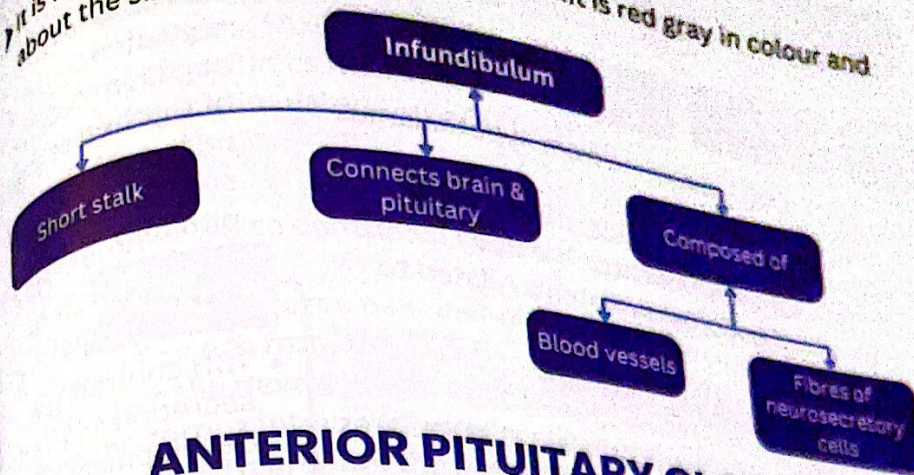 It is
about the
is red gray in colour and
Infundibulum
Short stalk
Connects brain &
pituitary
Composed of
Blood vessels
Fibres of
neurosecretory
cells
ANTERIOR PITUITARY